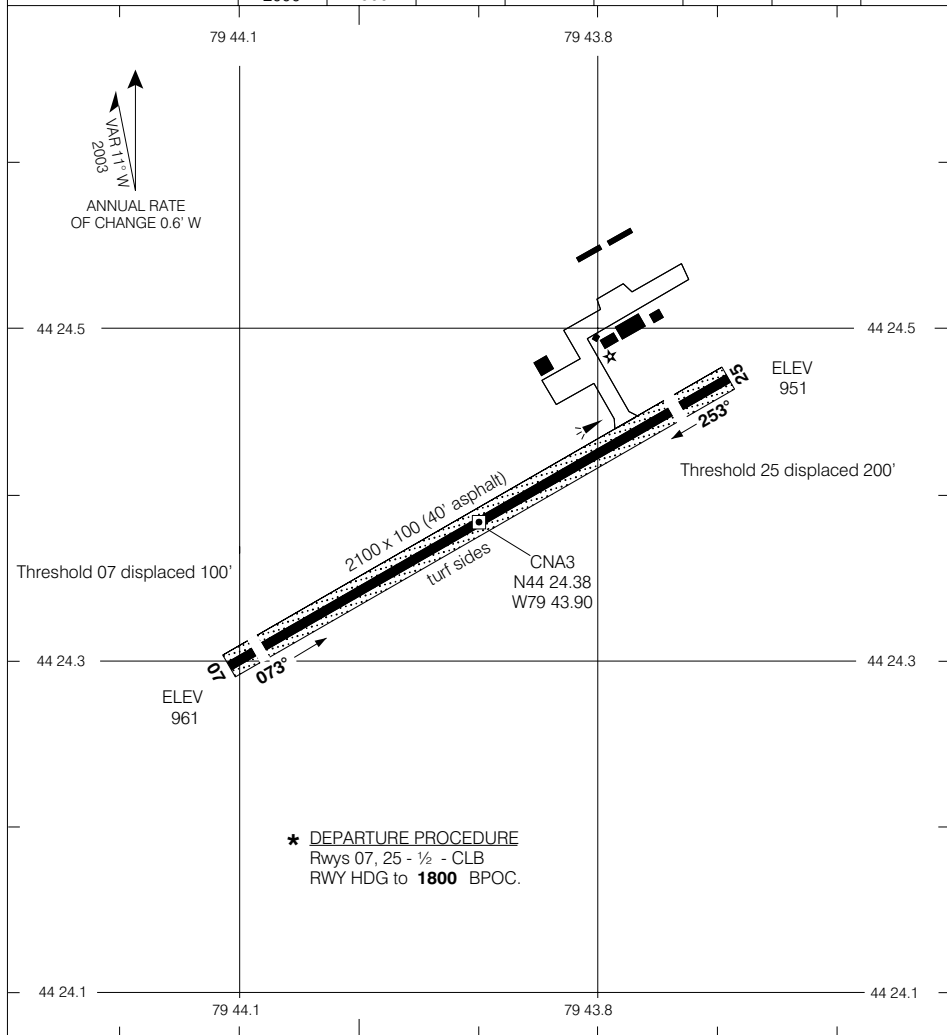 79 44.1
79 43.8
VAR 11° W
2003
ANNUAL RATE
OF CHANGE 0.6' W
44 24.5
44 24.5
25
ELEV
951
253°
Threshold 25 displaced 200'
2100 x 100 (40' asphalt)
turf sides
CNA3
N44 24.38
W79 43.90
Threshold 07 displaced 100'
44 24.3
44 24.3
07
073°
ELEV
961
* DEPARTURE PROCEDURE
Rwys 07, 25 - ½ - CLB
RWY HDG to 1800 BPOC.
44 24.1
44 24.1
79 44.1
79 43.8